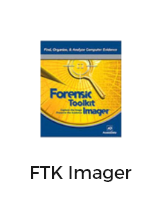 Find, Organize, & Analyze Computer Evidence
Forensic
Toolkit
Imager
FTK Imager